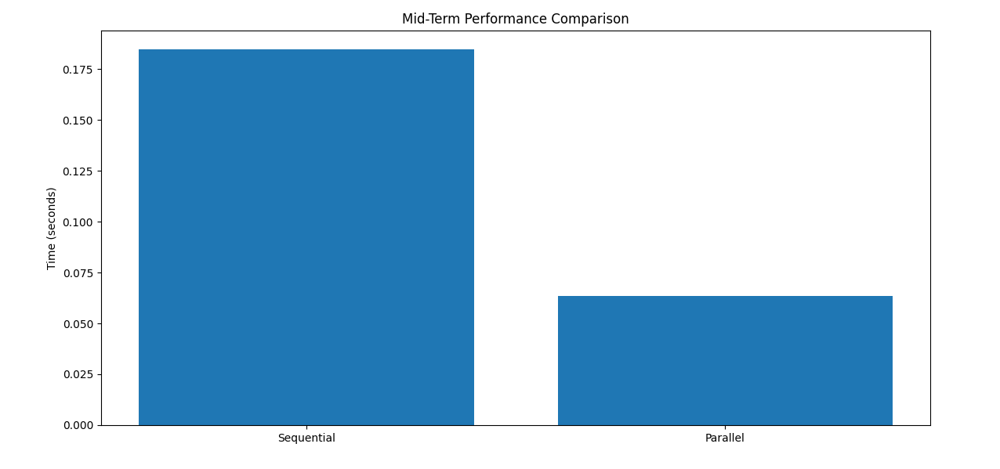 Mid-Term Performance Comparison
Time (seconds)
0.175
0.150
0.125
0.100
0.075
0.050
0.025
0.000
Sequential
Parallel